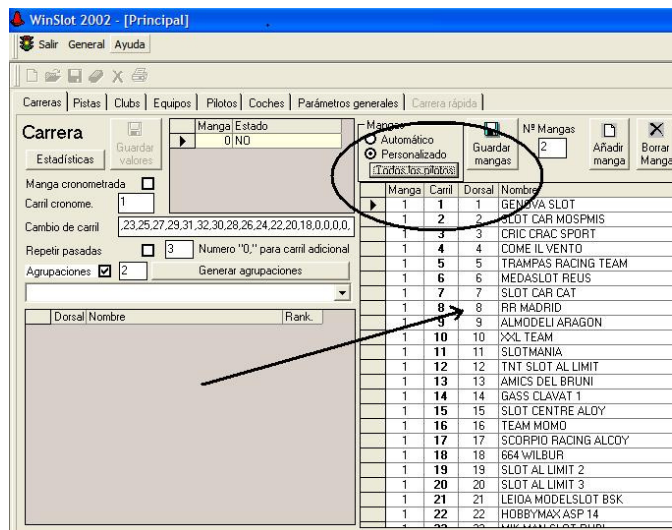 WinSlot 2002 - [Principal]
Salir General Ayuda
Carreras Pistas Clubs Equipos Pilotos Coches Parámetros generales Carrera rápida
Carrera
Guardar valores
Estadísticas
Manga Estado
0 NO
Manga cronometrada
Carril cronome. 1
Cambio de carril ,23,25,27,29,31,32,30,28,26,24,22,20,18,0,0,0,0,
Repetir pasadas 3 Numero "0," para carril adicional
Agrupaciones 2 Generar agrupaciones
Dorsal Nombre Rank.
Mangas
Automático
Personalizado
Todos los pilotos
Guardar mangas
Nº Mangas
2
Añadir manga
Borrar Manga
Manga Carril Dorsal Nombre
1 1 1 GENOVA SLOT
1 2 2 SLOT CAR MOSPMIS
1 3 3 CRIC CRAC SPORT
1 4 4 COME IL VENTO
1 5 5 TRAMPAS RACING TEAM
1 6 6 MEDASLOT REUS
1 7 7 SLOT CAR CAT
1 8 8 RR MADRID
1 9 9 ALMODELI ARAGON
1 10 10 XXL TEAM
1 11 11 SLOTMANIA
1 12 12 TNT SLOT AL LIMIT
1 13 13 AMICS DEL BRUNI
1 14 14 GASS CLAVAT 1
1 15 15 SLOT CENTRE ALOY
1 16 16 TEAM MOMO
1 17 17 SCORPIO RACING ALCOY
1 18 18 664 WILBUR
1 19 19 SLOT AL LIMIT 2
1 20 20 SLOT AL LIMIT 3
1 21 21 LEIOA MODELSLOT BSK
1 22 22 HOBBYMAX ASP 14